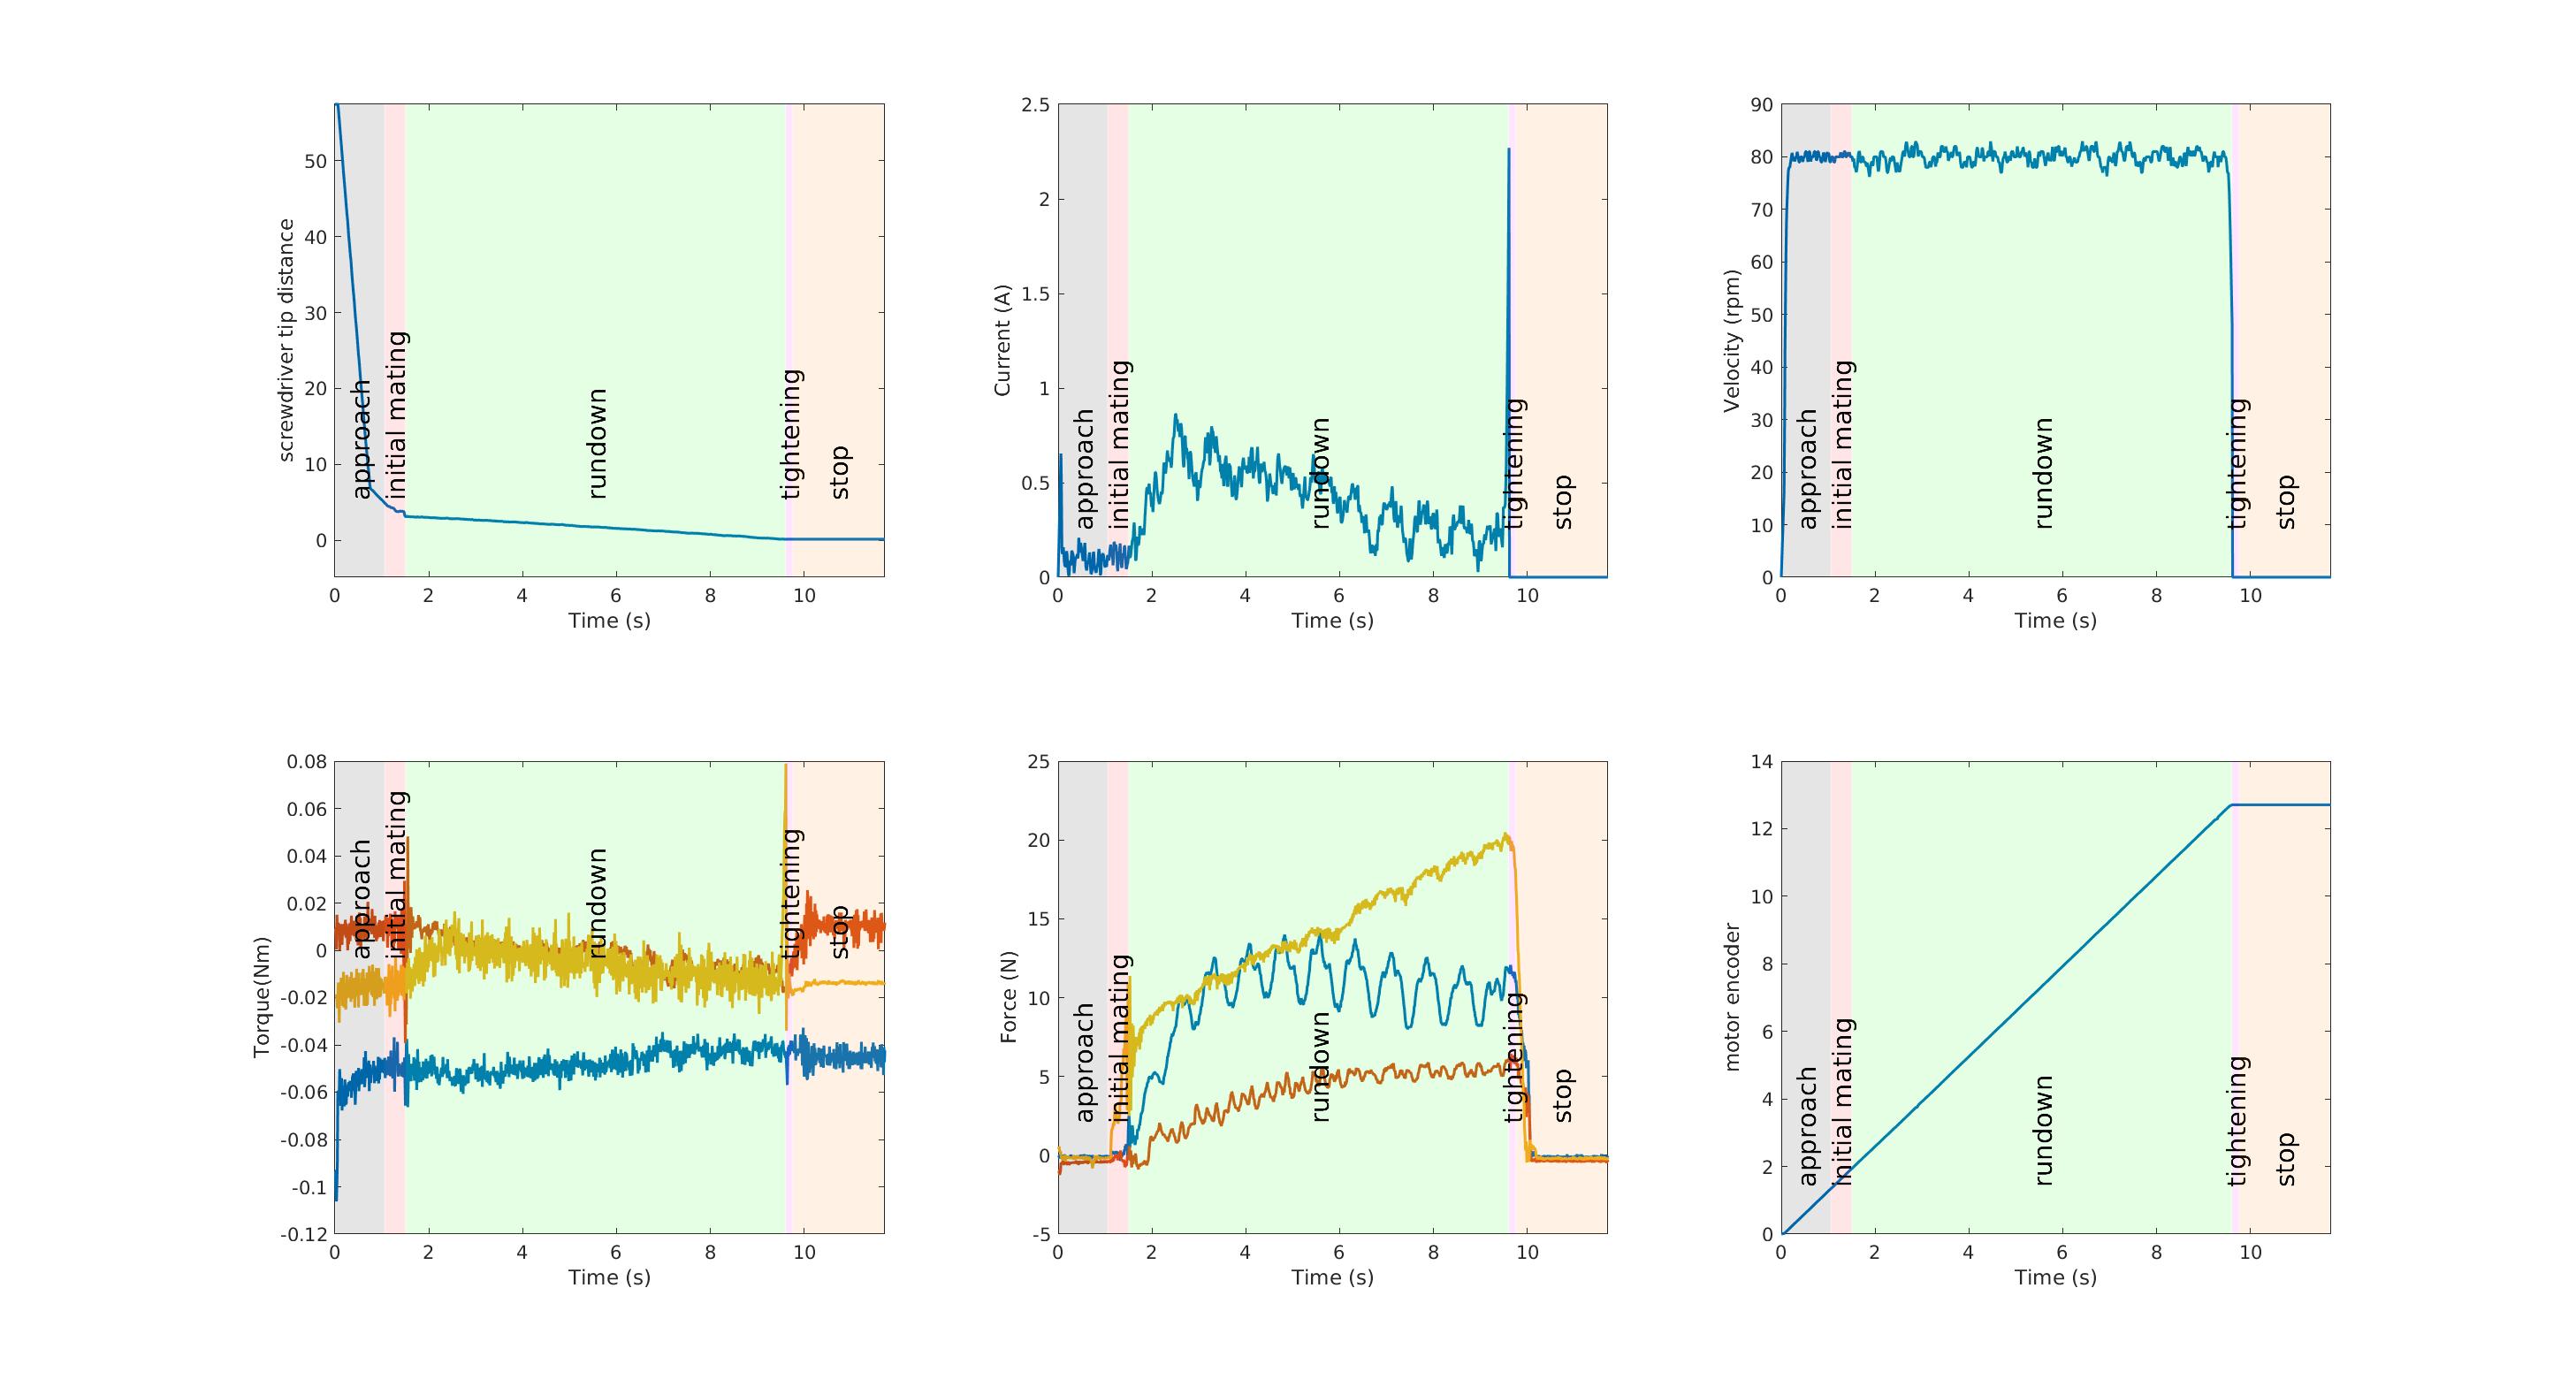 screwdriver tip distance
50
40
30
20
10
0
approach
initial mating
rundown
tightening
stop
0 2 4 6 8 10
Time (s)
Current (A)
2.5
2
1.5
1
0.5
0
approach
initial mating
rundown
tightening
stop
0 2 4 6 8 10
Time (s)
Velocity (rpm)
90
80
70
60
50
40
30
20
10
0
approach
initial mating
rundown
tightening
stop
0 2 4 6 8 10
Time (s)
Torque(Nm)
0.08
0.06
0.04
0.02
0
-0.02
-0.04
-0.06
-0.08
-0.1
-0.12
approach
initial mating
rundown
tightening
stop
0 2 4 6 8 10
Time (s)
Force (N)
25
20
15
10
5
0
-5
approach
initial mating
rundown
tightening
stop
0 2 4 6 8 10
Time (s)
motor encoder
14
12
10
8
6
4
2
0
approach
initial mating
rundown
tightening
stop
0 2 4 6 8 10
Time (s)